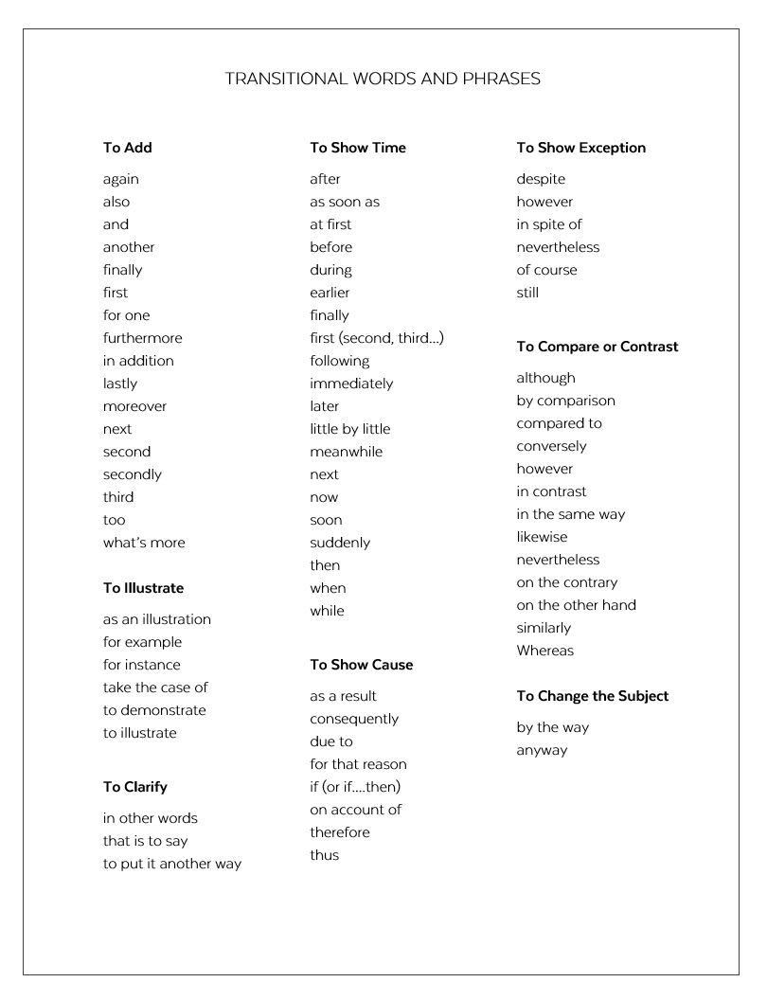 TRANSITIONAL WORDS AND PHRASES
To Add
again
also
and
another
finally
first
for one
furthermore
in addition
lastly
moreover
next
second
secondly
third
too
what's more
To Illustrate
as an illustration
for example
for instance
take the case of
to demonstrate
to illustrate
To Clarify
in other words
that is to say
to put it another way
To Show Time
after
as soon as
at first
before
during
earlier
finally
first (second, third...)
following
immediately
later
little by little
meanwhile
next
now
soon
suddenly
then
when
while
To Show Cause
as a result
consequently
due to
for that reason
if (or if....then)
on account of
therefore
thus
To Show Exception
despite
however
in spite of
nevertheless
of course
still
To Compare or Contrast
although
by comparison
compared to
conversely
however
in contrast
in the same way
likewise
nevertheless
on the contrary
on the other hand
similarly
Whereas
To Change the Subject
by the way
anyway